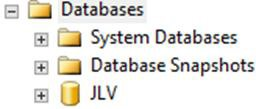 Databases
System Databases
Database Snapshots
JLV